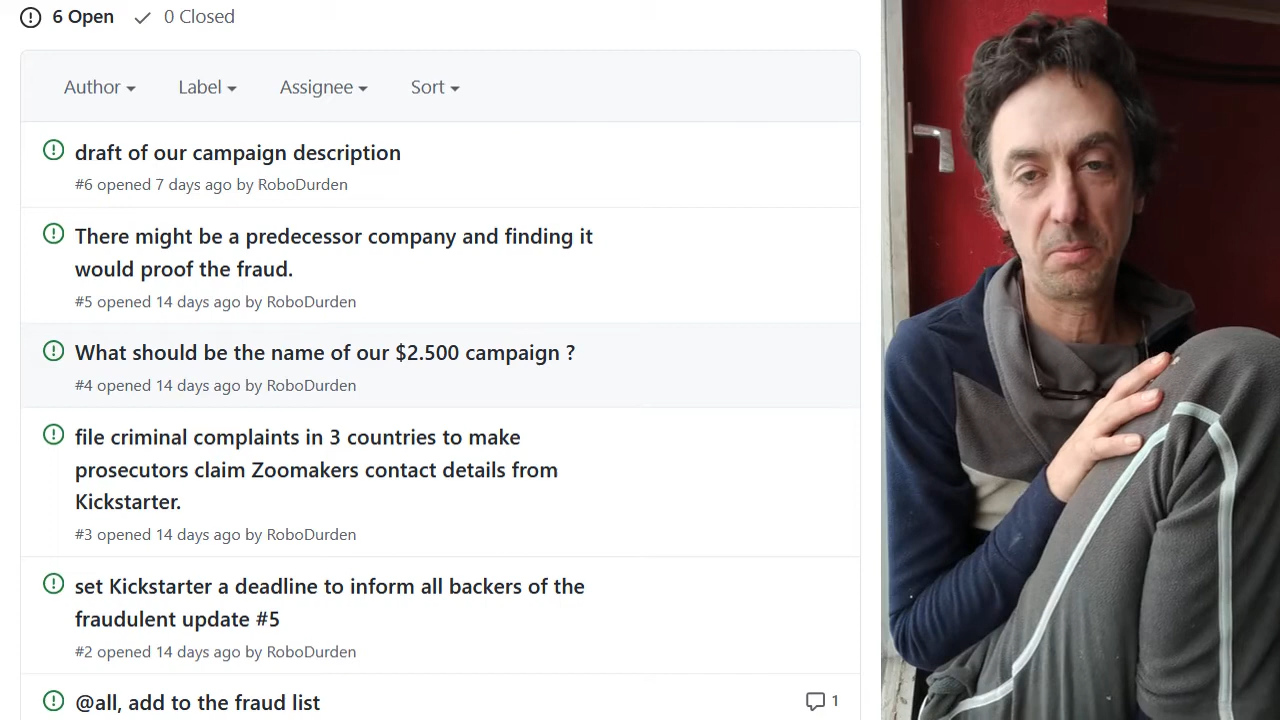 6 Open 0 Closed
Author Label Assignee Sort
draft of our campaign description
#6 opened 7 days ago by RoboDurden
There might be a predecessor company and finding it
would proof the fraud.
#5 opened 14 days ago by RoboDurden
What should be the name of our $2.500 campaign ?
#4 opened 14 days ago by RoboDurden
file criminal complaints in 3 countries to make
prosecutors claim Zoomakers contact details from
Kickstarter.
#3 opened 14 days ago by RoboDurden
set Kickstarter a deadline to inform all backers of the
fraudulent update #5
#2 opened 14 days ago by RoboDurden
@all, add to the fraud list 1